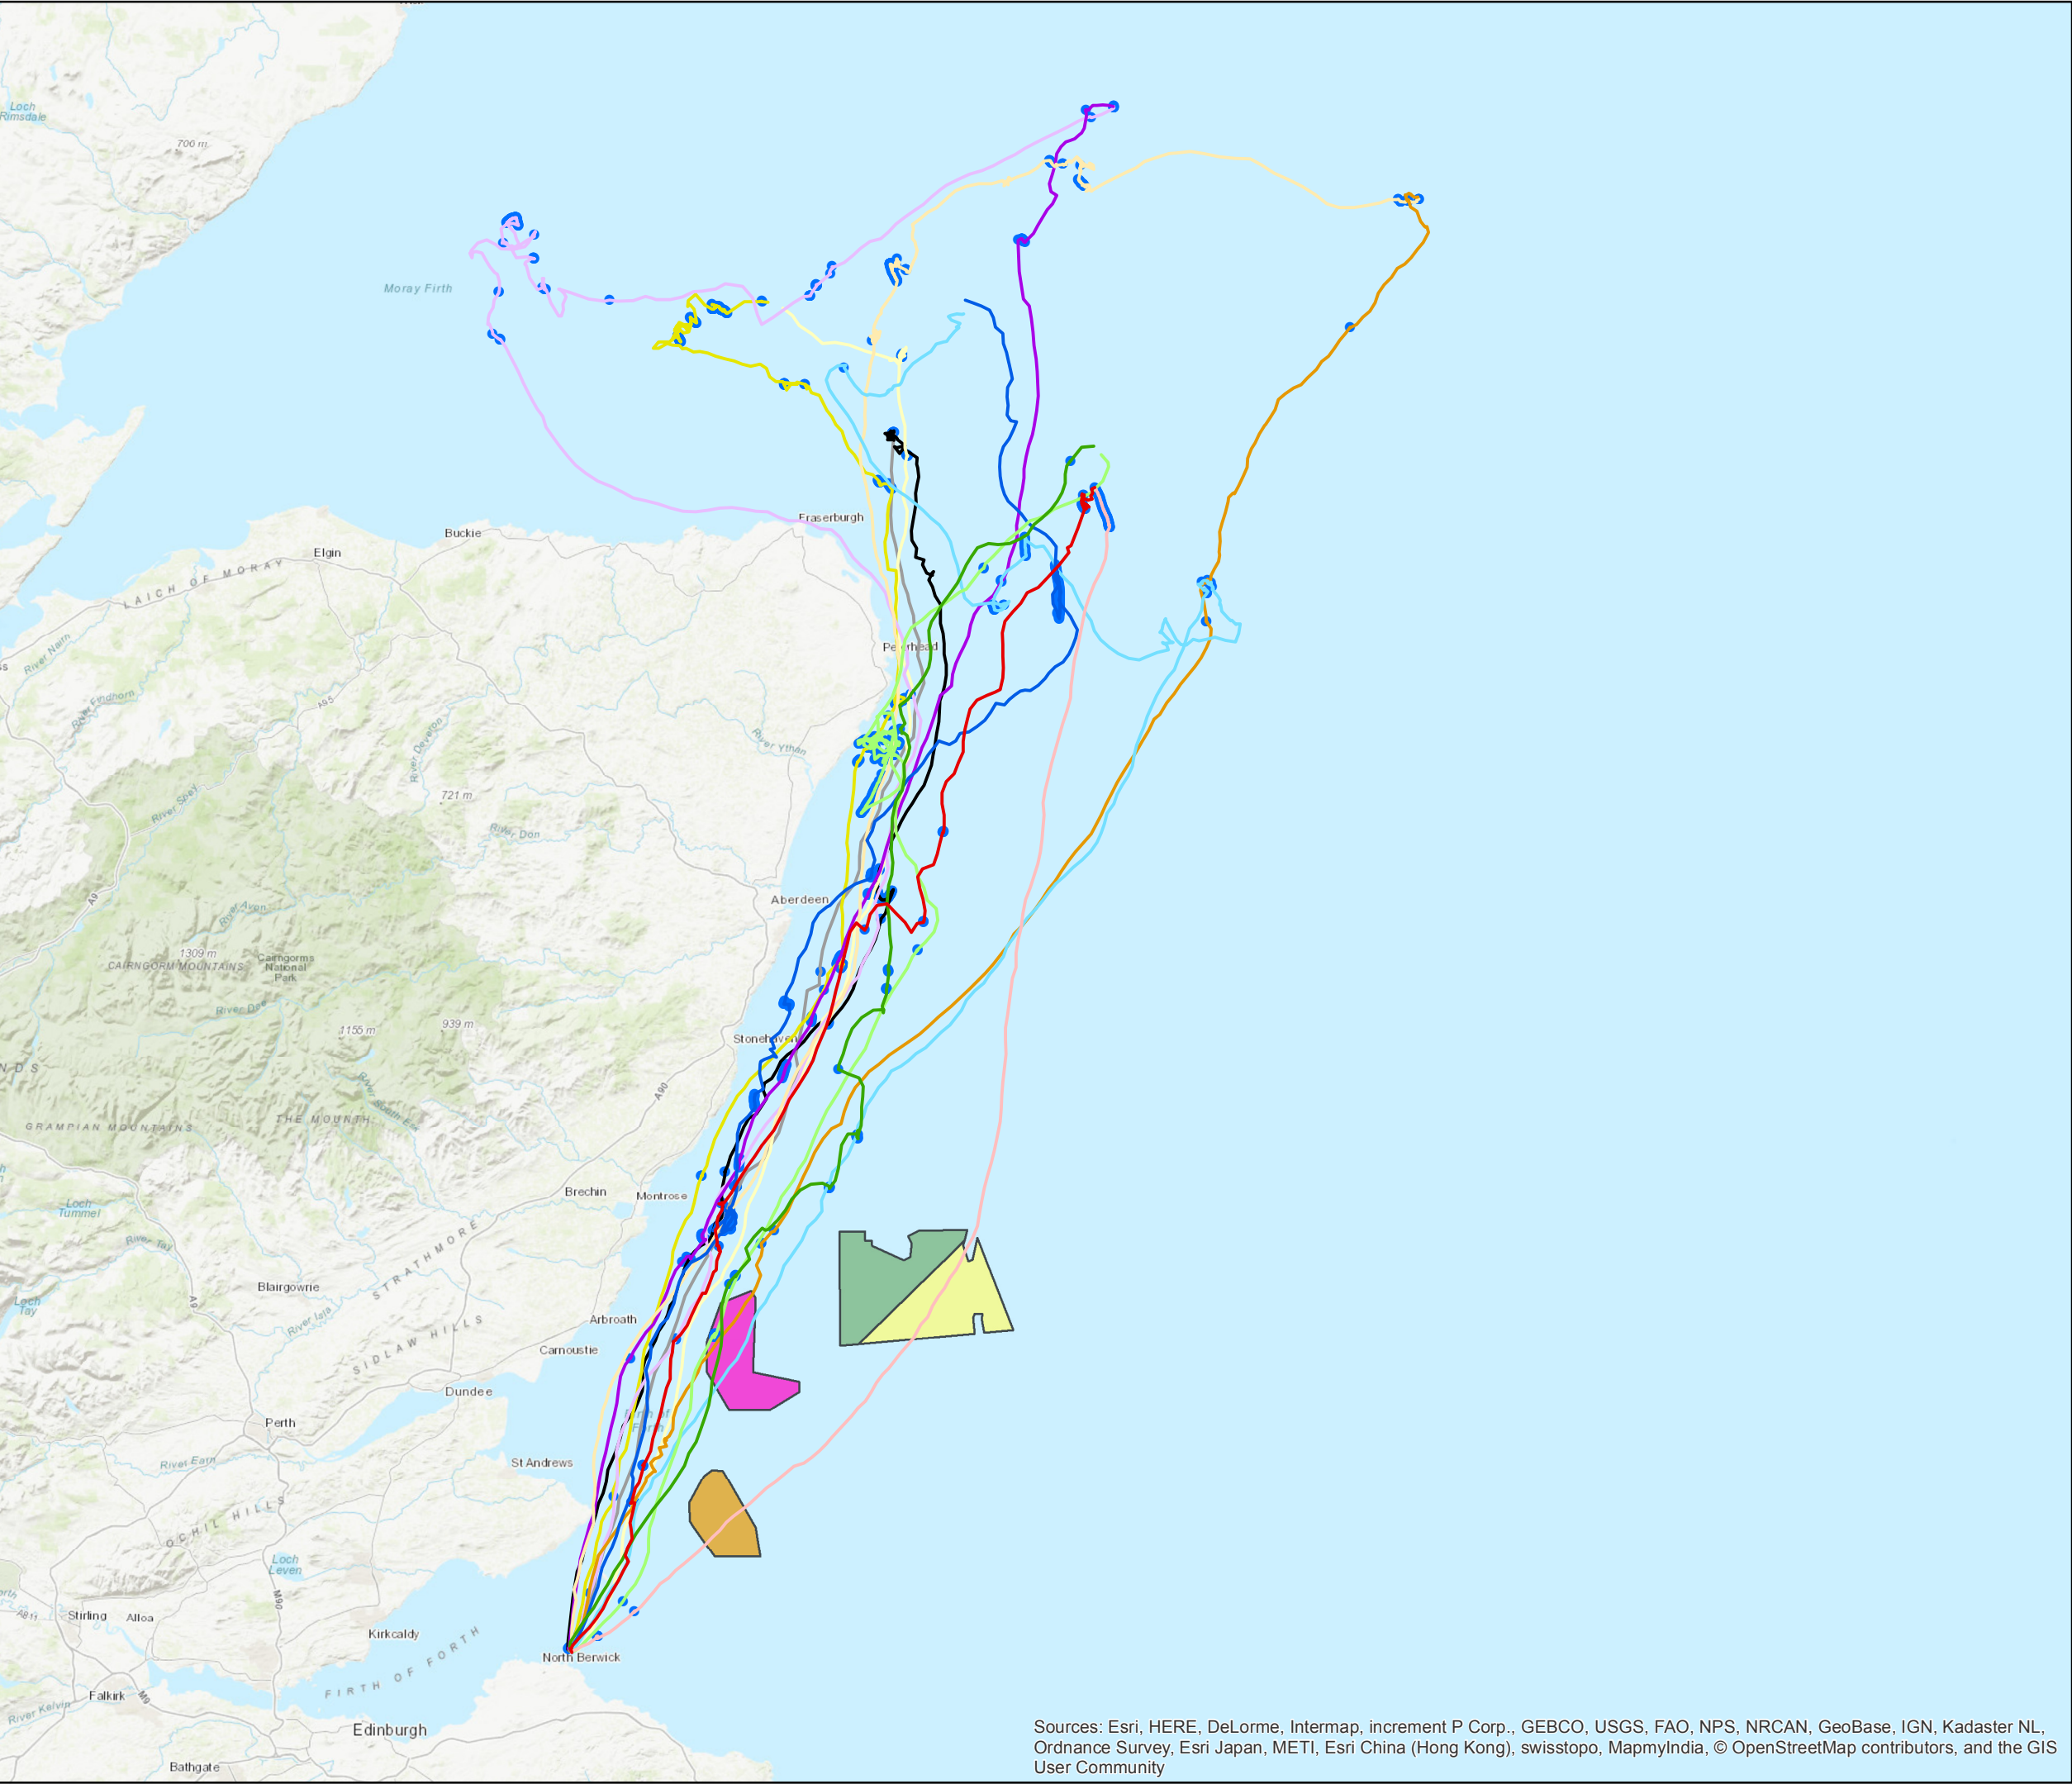 Loch
Rimsdale
700 m
Moray Firth
Fraserburgh
Buckie
Elgin
LAICH OF MORAY
River Nairn
River Findhorn
A95
River Deveron
River Ythan
River Spey
721 m
River Don
A9
Aberdeen
River Avon
1309 m
CAIRNGORM MOUNTAINS
Cairngorms
National
Park
River Dee
1155 m
939 m
Stonehaven
NDS
A90
River South Esk
THE MOUNTH
GRAMPIAN MOUNTAINS
Brechin
Montrose
Loch
Tummel
River Tay
STRATHMORE
Blairgowrie
Loch
Tay
A9
River Isla
Arbroath
SIDLAW HILLS
Carnoustie
Dundee
Perth
River Earn
St Andrews
OCHIL HILLS
Loch
Leven
M90
A811
Stirling
Alloa
Kirkcaldy
North Berwick
FIRTH OF FORTH
Falkirk
M9
River Kelvin
Edinburgh
Bathgate
Sources: Esri, HERE, DeLorme, Intermap, increment P Corp., GEBCO, USGS, FAO, NPS, NRCAN, GeoBase, IGN, Kadaster NL,
Ordnance Survey, Esri Japan, METI, Esri China (Hong Kong), swisstopo, MapmyIndia, © OpenStreetMap contributors, and the GIS
User Community